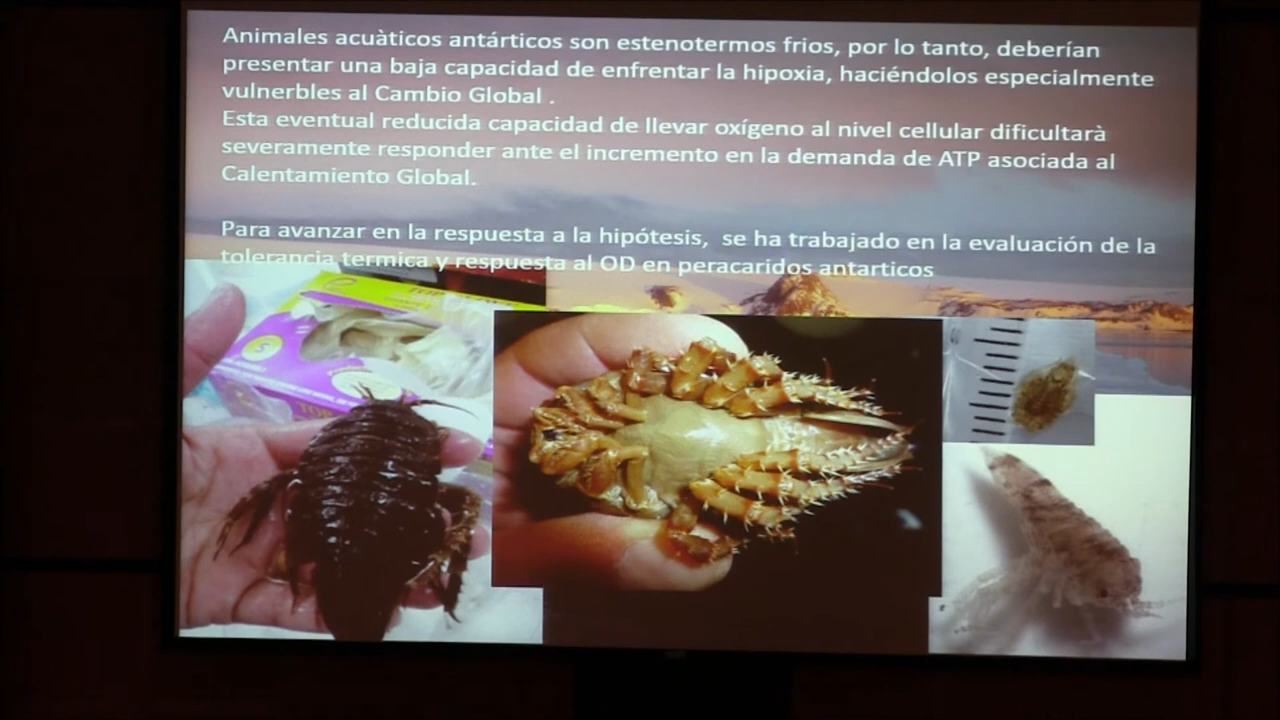 Animales acuàticos antárticos son estenotermos frios, por lo tanto, deberían
presentar una baja capacidad de enfrentar la hipoxia, haciéndolos especialmente
vulnerbles al Cambio Global .
Esta eventual reducida capacidad de llevar oxígeno al nivel cellular dificultarà
severamente responder ante el incremento en la demanda de ATP asociada al
Calentamiento Global.
Para avanzar en la respuesta a la hipótesis, se ha trabajado en la evaluación de la
tolerancia termica y respuesta al OD en peracaridos antarticos
S